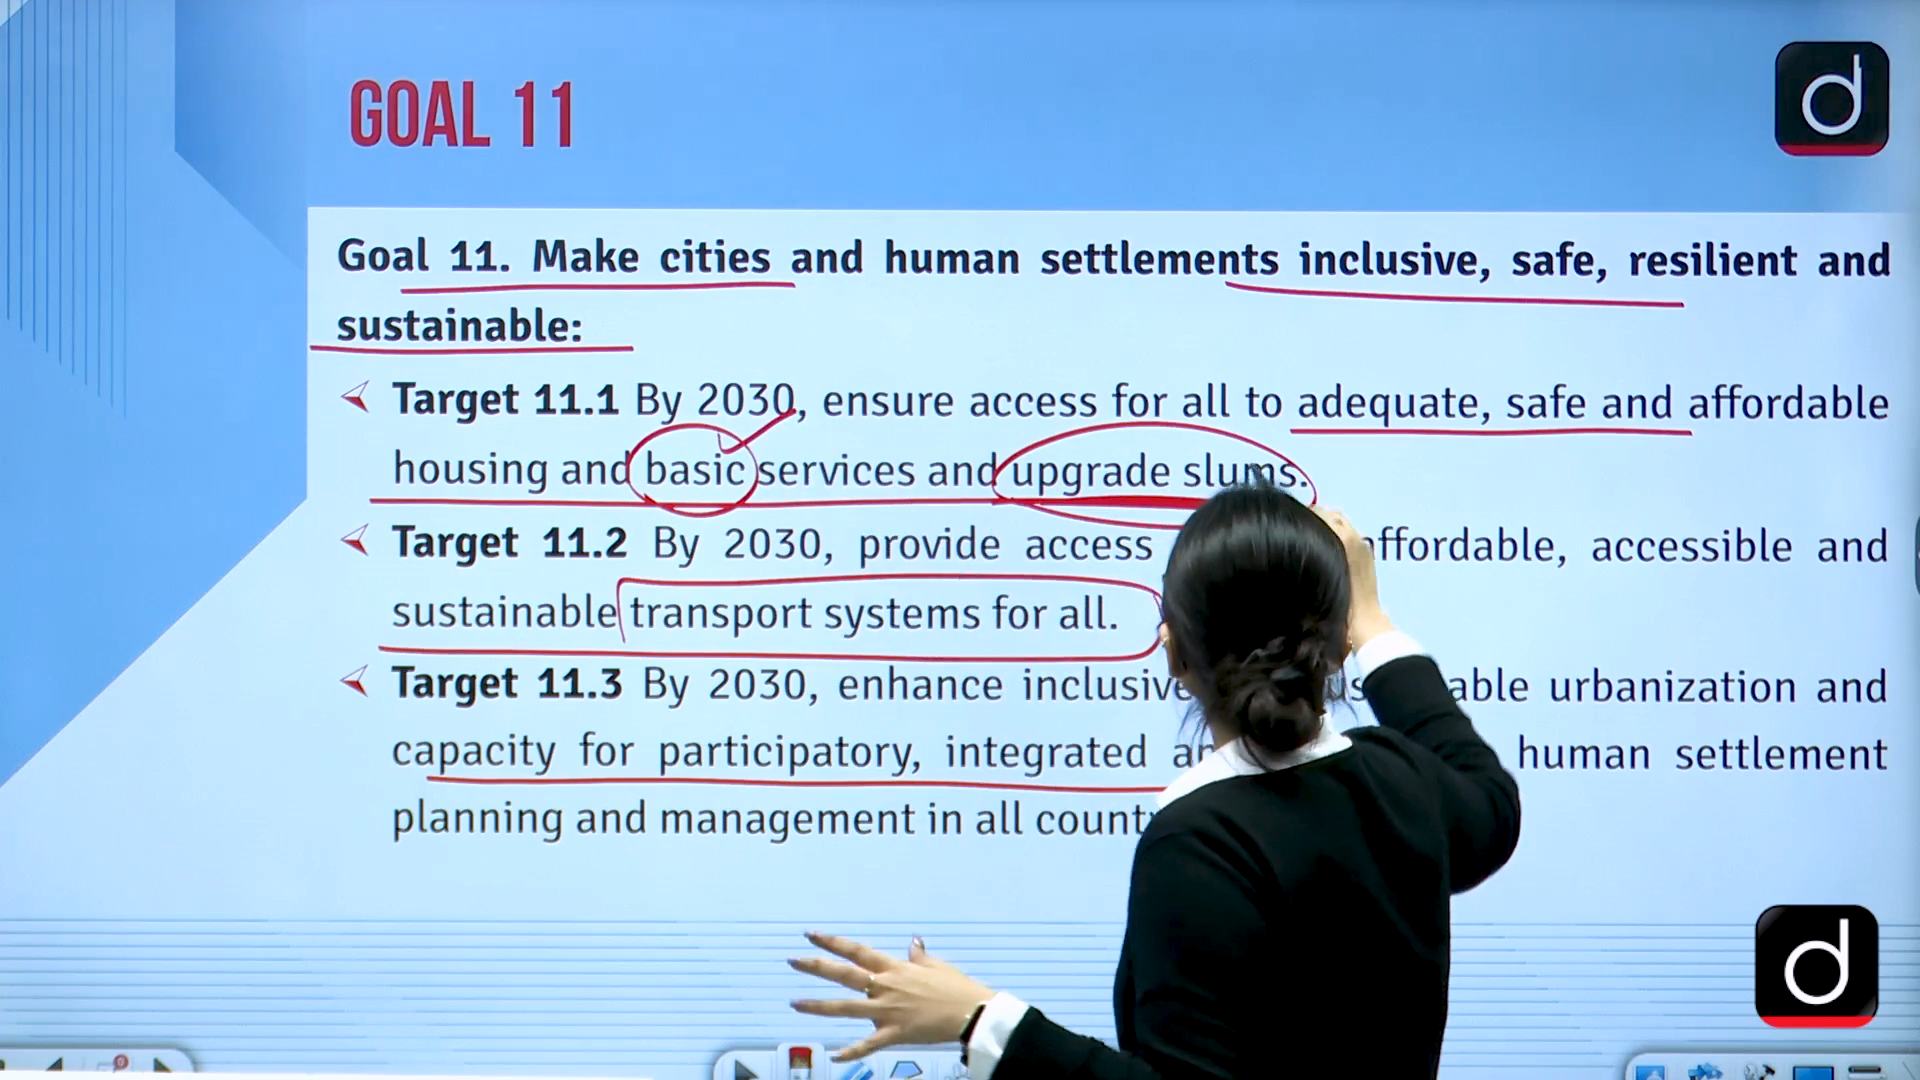 GOAL 11
Goal 11. Make cities and human settlements inclusive, safe, resilient and
sustainable:
Target 11.1 By 2030, ensure access for all to adequate, safe and affordable
housing and basic services and upgrade slums.
Target 11.2 By 2030, provide access affordable, accessible and
sustainable transport systems for all.
Target 11.3 By 2030, enhance inclusive urbanization and
capacity for participatory, integrated human settlement
planning and management in all
d
d